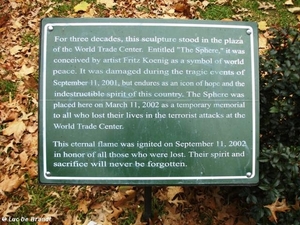 For three decades, this sculpture stood in the plaza
of the World Trade Center. Entitled "The Sphere," it was
conceived by artist Fritz Koenig as a symbol of world
peace. It was damaged during the tragic events of
September 11, 2001, but endures as an icon of hope and the
indestructible spirit of this country. The Sphere was
placed here on March 11, 2002 as a temporary memorial
to all who lost their lives in the terrorist attacks at the
World Trade Center.
This eternal flame was ignited on September 11, 2002
in honor of all those who were lost. Their spirit and
sacrifice will never be forgotten.